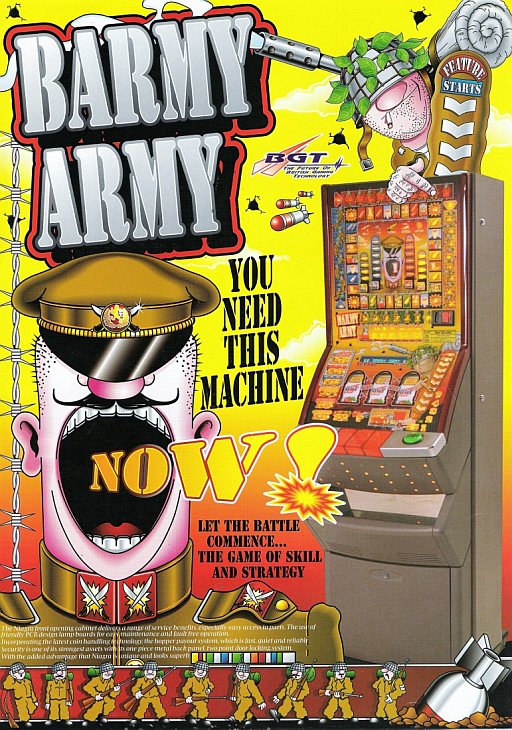 BARMY
ARMY
FEATURE
STARTS
BGT
THE FUTURE OF
BRITISH GAMING
TECHNOLOGY
YOU
NEED
THIS
MACHINE
NOW!
BARMY
ARMY
LET THE BATTLE
COMMENCE...
THE GAME OF SKILL
AND STRATEGY
The Niagra front opening cabinet delivers a range of service benefits, especially easy access to parts. The use of
friendly PCB design lamp boards for easy maintenance and fault free operation.
Incorporating the latest coin handling technology, the hopper payout system, which is fast, quiet and reliable.
Security is one of its strongest assets with its one piece metal back panel, two point door locking system.
With the added advantage that Niagra is unique and looks superb